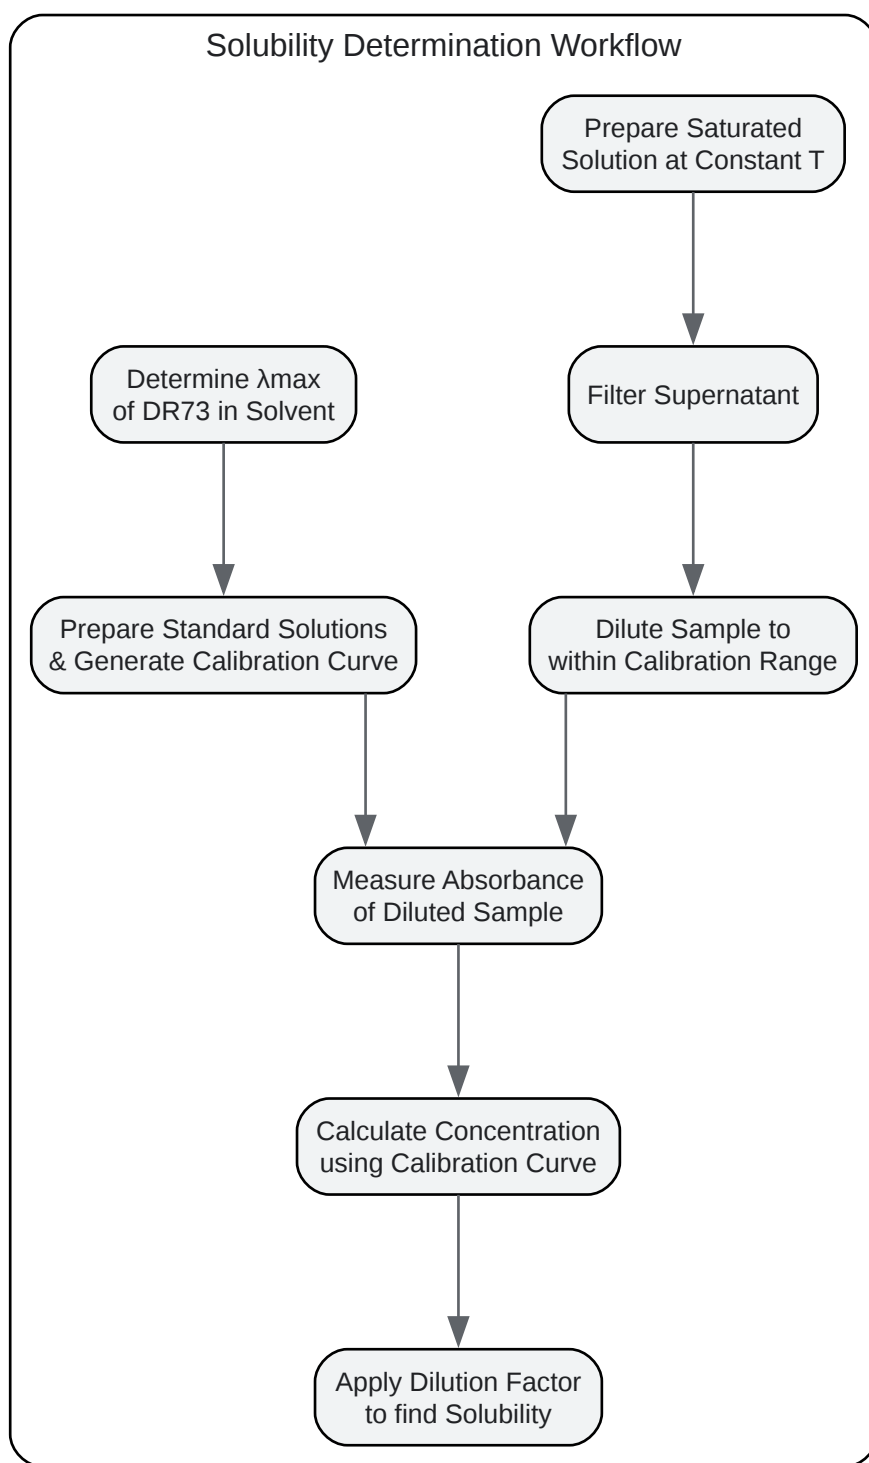 Solubility Determination Workflow
Prepare Saturated
Solution at Constant T
Determine λmax
of DR73 in Solvent
Filter Supernatant
Prepare Standard Solutions
& Generate Calibration Curve
Dilute Sample to
within Calibration Range
Measure Absorbance
of Diluted Sample
Calculate Concentration
using Calibration Curve
Apply Dilution Factor
to find Solubility